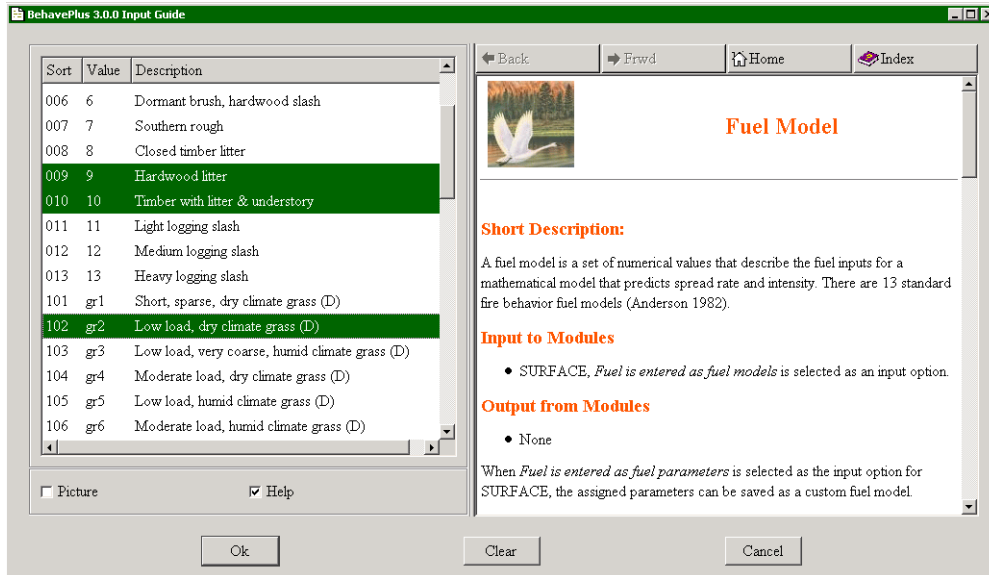 BehavePlus 3.0.0 Input Guide
Sort Value Description
006 6 Dormant brush, hardwood slash
007 7 Southern rough
008 8 Closed timber litter
009 9 Hardwood litter
010 10 Timber with litter & understory
011 11 Light logging slash
012 12 Medium logging slash
013 13 Heavy logging slash
101 gr1 Short, sparse, dry climate grass (D)
102 gr2 Low load, dry climate grass (D)
103 gr3 Low load, very coarse, humid climate grass (D)
104 gr4 Moderate load, dry climate grass (D)
105 gr5 Low load, humid climate grass (D)
106 gr6 Moderate load, humid climate grass (D)
Picture Help
Back Frwd Home Index
Fuel Model
Short Description:
A fuel model is a set of numerical values that describe the fuel inputs for a
mathematical model that predicts spread rate and intensity. There are 13 standard
fire behavior fuel models (Anderson 1982).
Input to Modules
• SURFACE, Fuel is entered as fuel models is selected as an input option.
Output from Modules
• None
When Fuel is entered as fuel parameters is selected as the input option for
SURFACE, the assigned parameters can be saved as a custom fuel model.
Ok Clear Cancel